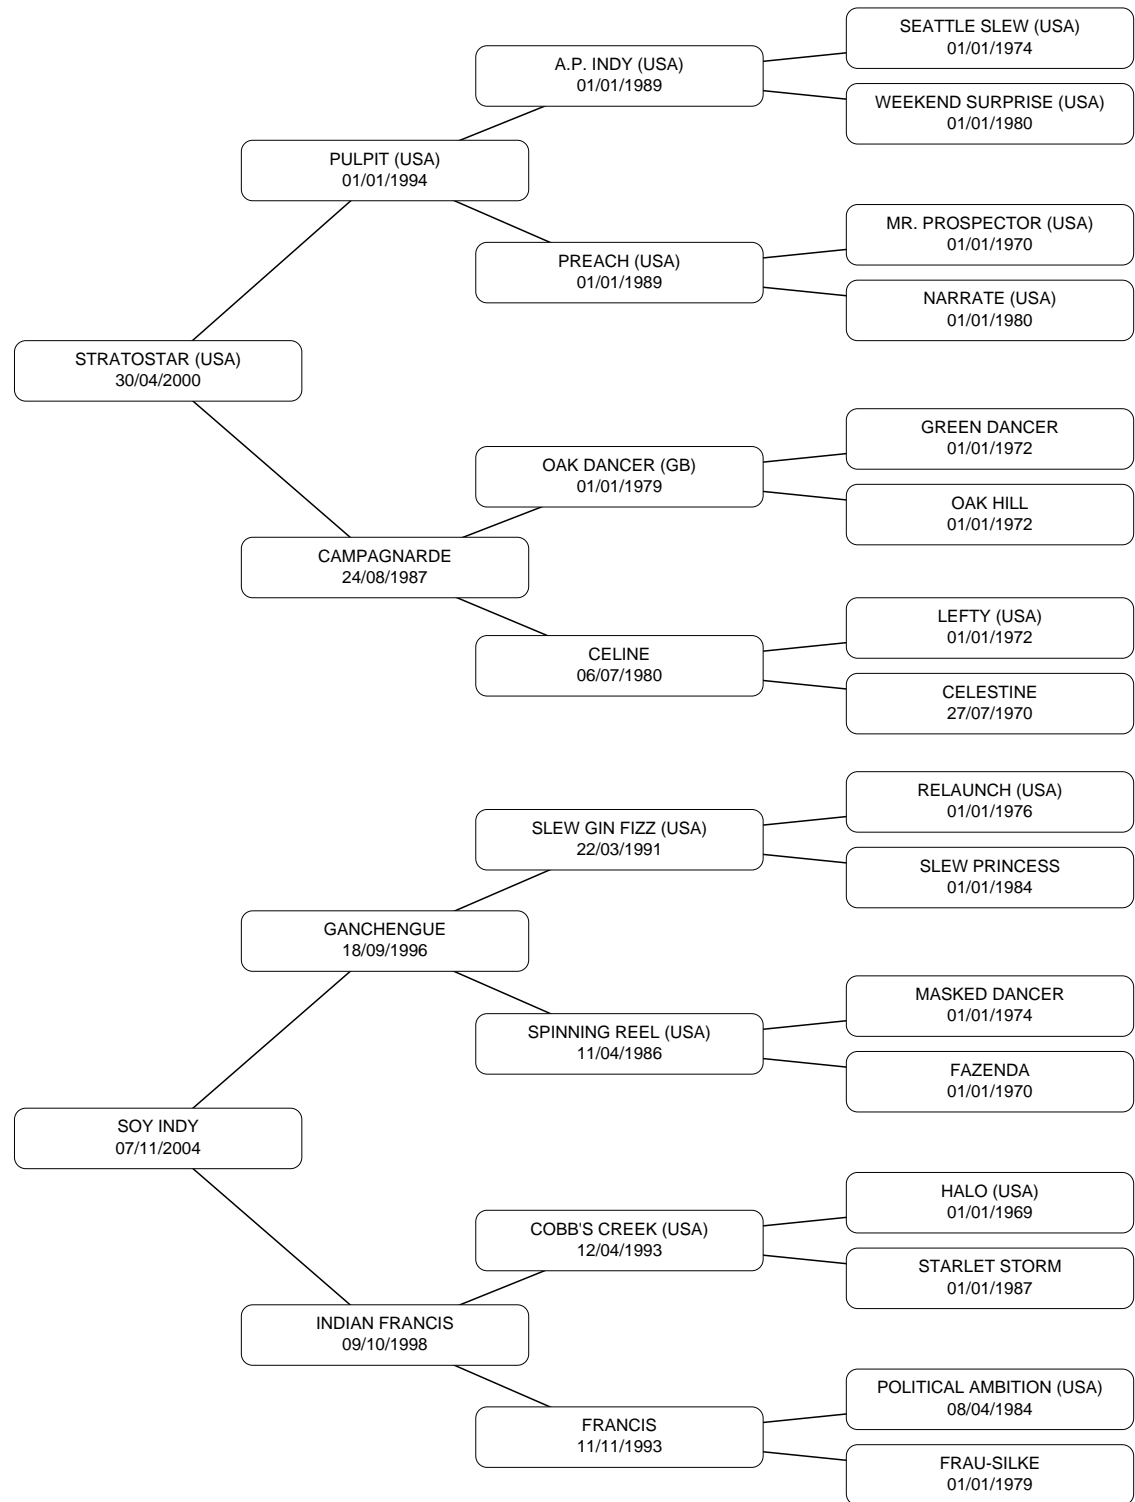 SEATTLE SLEW (USA)
01/01/1974
A.P. INDY (USA)
01/01/1989
WEEKEND SURPRISE (USA)
01/01/1980
PULPIT (USA)
01/01/1994
MR. PROSPECTOR (USA)
01/01/1970
PREACH (USA)
01/01/1989
NARRATE (USA)
01/01/1980
STRATOSTAR (USA)
30/04/2000
GREEN DANCER
01/01/1972
OAK DANCER (GB)
01/01/1979
OAK HILL
01/01/1972
CAMPAGNARDE
24/08/1987
LEFTY (USA)
01/01/1972
CELINE
06/07/1980
CELESTINE
27/07/1970
RELAUNCH (USA)
01/01/1976
SLEW GIN FIZZ (USA)
22/03/1991
SLEW PRINCESS
01/01/1984
GANCHENGUE
18/09/1996
MASKED DANCER
01/01/1974
SPINNING REEL (USA)
11/04/1986
FAZENDA
01/01/1970
SOY INDY
07/11/2004
HALO (USA)
01/01/1969
COBB'S CREEK (USA)
12/04/1993
STARLET STORM
01/01/1987
INDIAN FRANCIS
09/10/1998
POLITICAL AMBITION (USA)
08/04/1984
FRANCIS
11/11/1993
FRAU-SILKE
01/01/1979